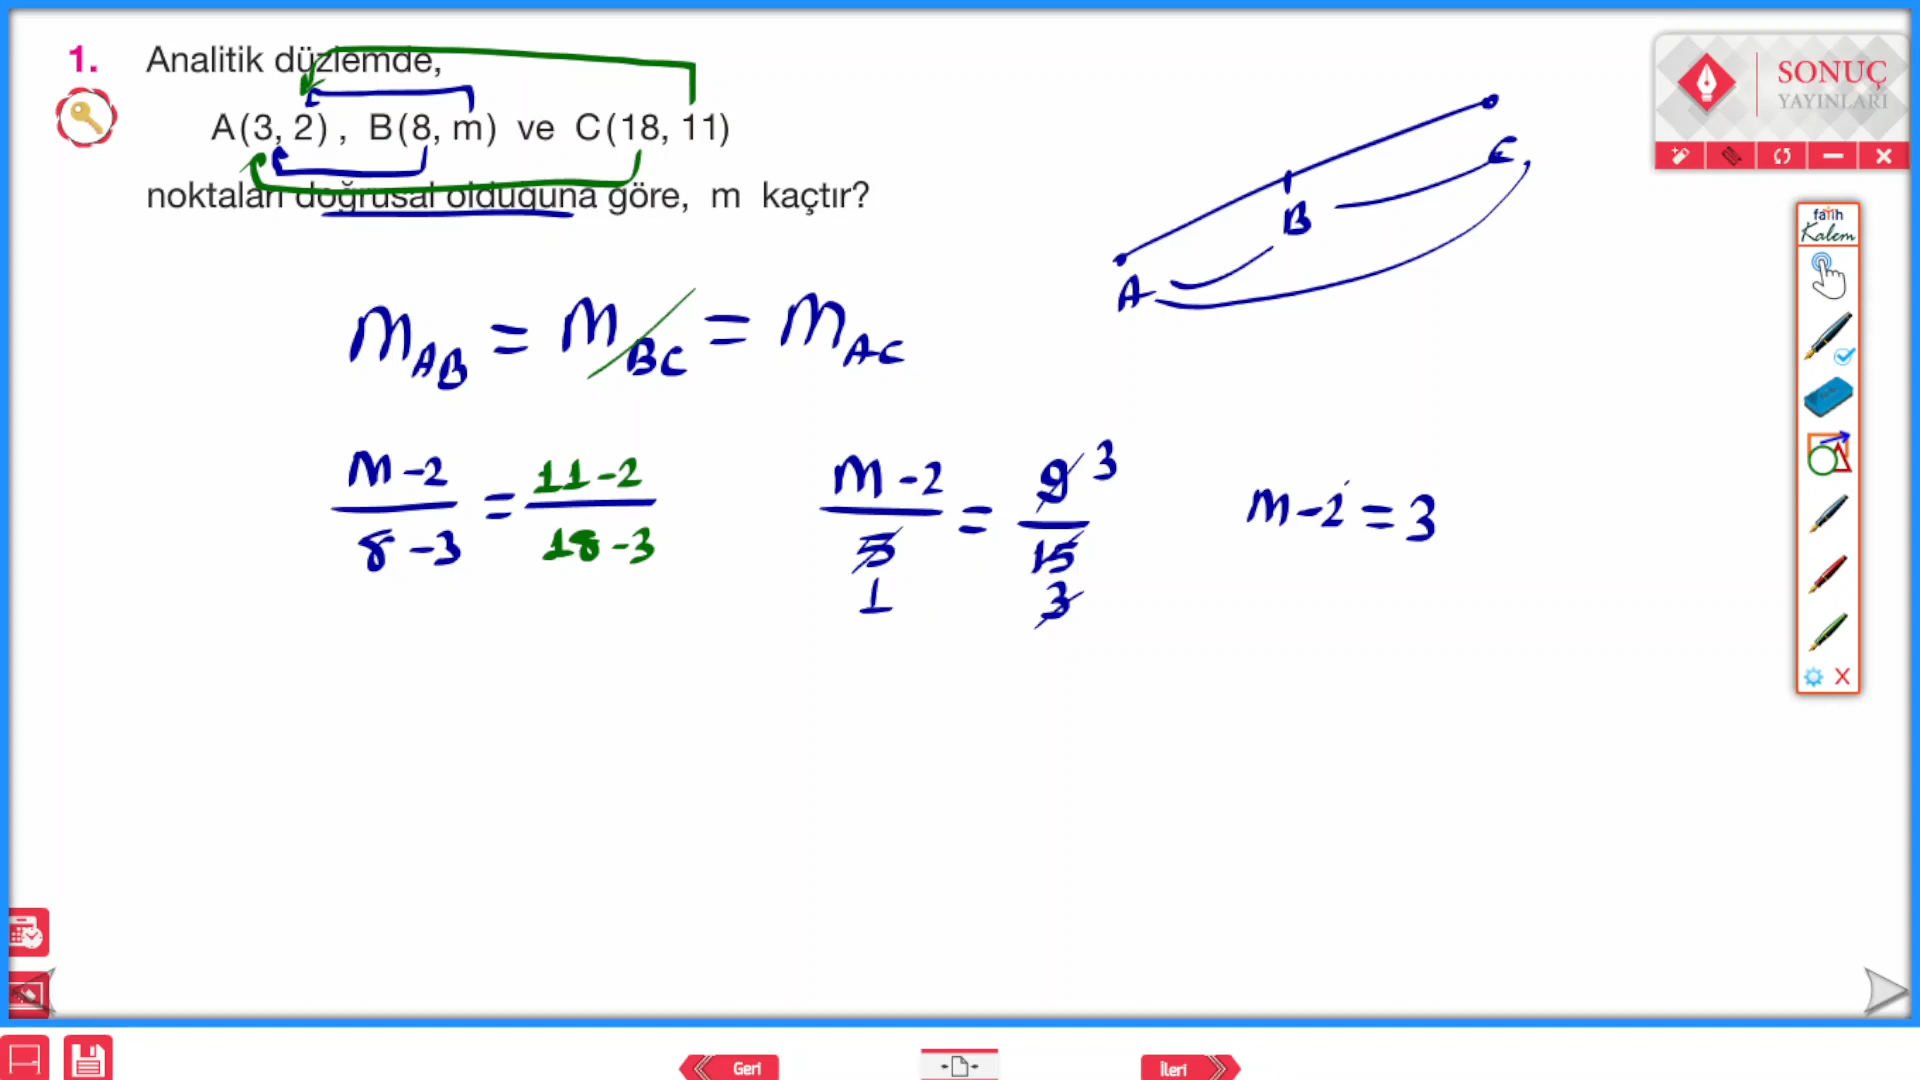 1. Analitik düzlemde,
A(3, 2) , B(8, m) ve C(18, 11)
noktaları doğrusal olduğuna göre, m kaçtır?
A B C
m_AB = m_BC = m_AC
m-2 / 8-3 = 11-2 / 18-3
m-2 / 5 = 9 / 15
3
1
3
m-2 = 3
SONUÇ
YAYINLARI
fatih
Kalem
Geri
İleri